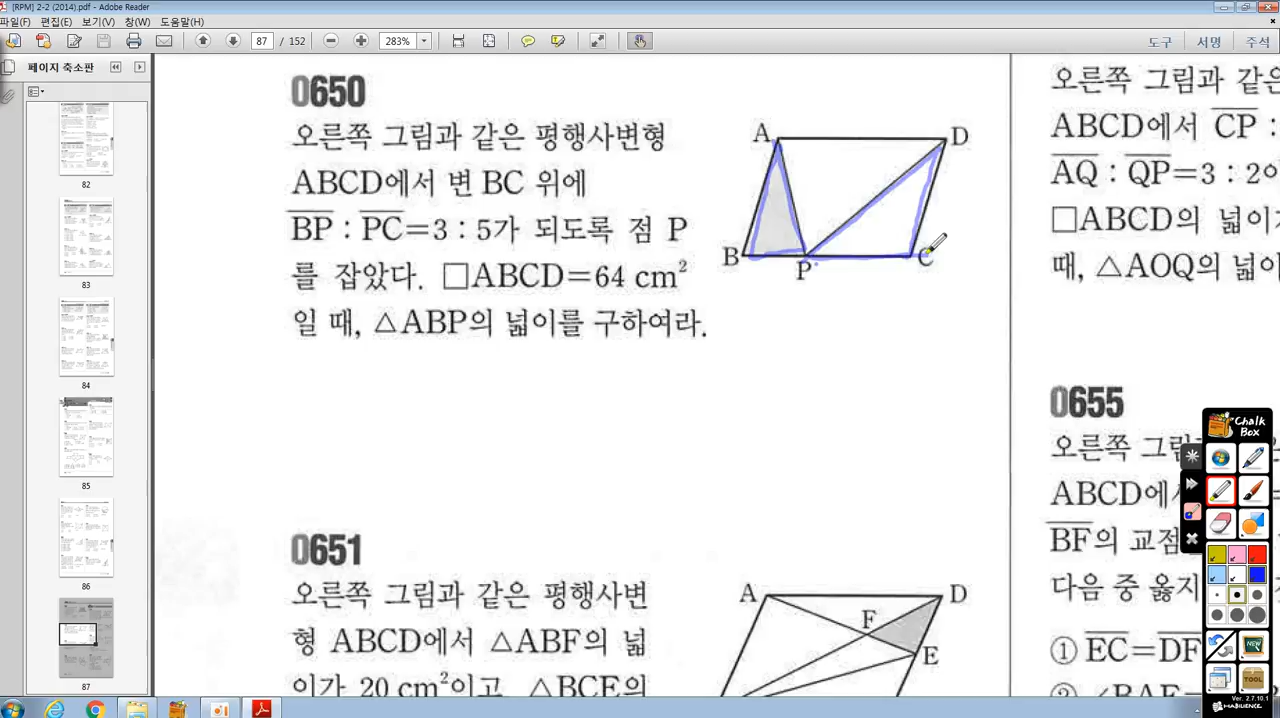 [RPM] 2-2 (2014).pdf - Adobe Reader
파일(F) 편집(E) 보기(V) 창(W) 도움말(H)
87 / 152 283% 도구 서명 주석
페이지 축소판
82
83
84
85
86
87
0650
오른쪽 그림과 같은 평행사변형
ABCD에서 변 BC 위에
BP : PC=3 : 5가 되도록 점 P
를 잡았다. □ABCD=64 cm²
일 때, △ABP의 넓이를 구하여라.
A D
B P C
0651
오른쪽 그림과 같은 평행사변
형 ABCD에서 △ABF의 넓
이가 20 cm²이고, △BCE의
A D
F
E
오른쪽 그림과 같은
ABCD에서 CP :
AQ : QP=3 : 2이
□ABCD의 넓이
때, △AOQ의 넓이
0655
오른쪽 그림
ABCD에서
BF의 교점
다음 중 옳지
① EC=DF
Chalk
Box
NEW
TOOL
Ver. 2.7.10.1
MABILIENCE